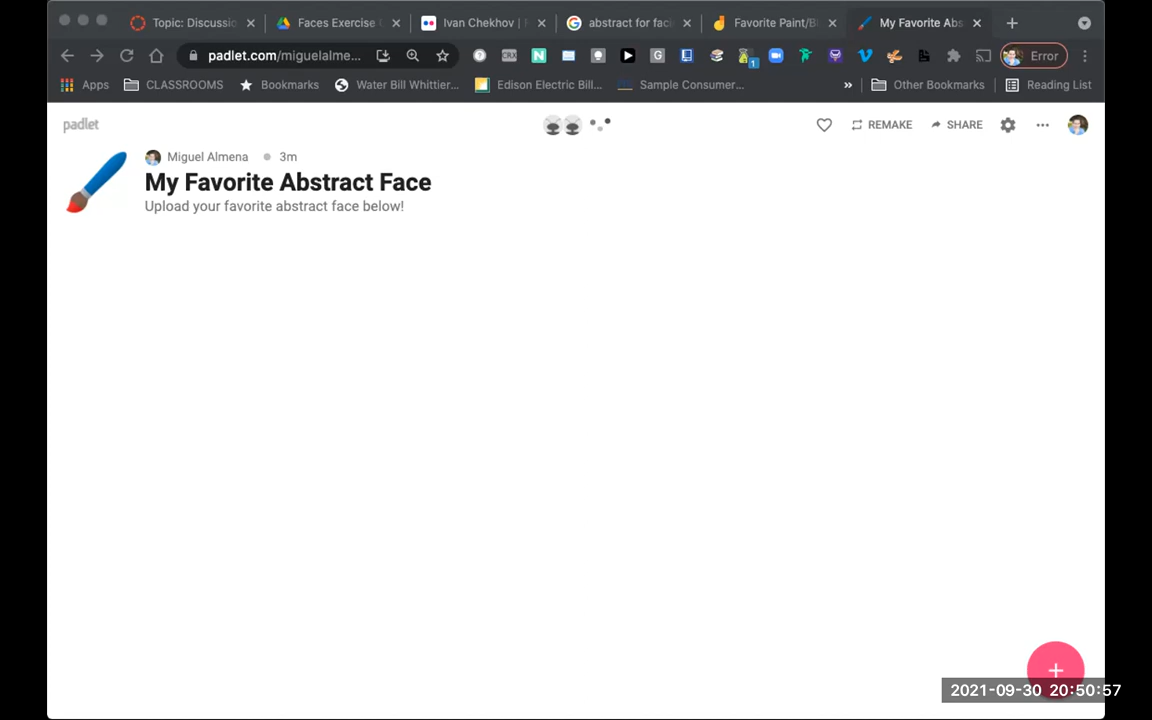 Topic: Discussio
Faces Exercise
Ivan Chekhov |
abstract for fac
Favorite Paint/B
My Favorite Abs
padlet.com/miguelalme...
1
Error
Apps
CLASSROOMS
Bookmarks
Water Bill Whittier...
Edison Electric Bill...
Sample Consumer...
»
Other Bookmarks
Reading List
padlet
REMAKE
SHARE
Miguel Almena
3m
My Favorite Abstract Face
Upload your favorite abstract face below!
2021-09-30 20:50:57